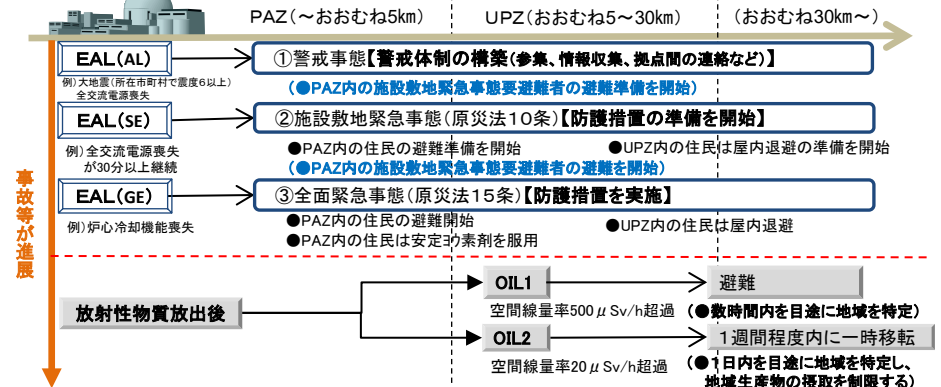 PAZ(～おおむね5km)
UPZ(おおむね5～30km)
(おおむね30km～)
EAL(AL)
①警戒事態【警戒体制の構築(参集、情報収集、拠点間の連絡など)】
例)大地震(所在市町村で震度6以上)
全交流電源喪失
(●PAZ内の施設敷地緊急事態要避難者の避難準備を開始)
EAL(SE)
②施設敷地緊急事態(原災法10条)【防護措置の準備を開始】
例)全交流電源喪失
が30分以上継続
●PAZ内の住民の避難準備を開始
●UPZ内の住民は屋内退避の準備を開始
(●PAZ内の施設敷地緊急事態要避難者の避難を開始)
EAL(GE)
③全面緊急事態(原災法15条)【防護措置を実施】
例)炉心冷却機能喪失
●PAZ内の住民の避難開始
●UPZ内の住民は屋内退避
●PAZ内の住民は安定ヨウ素剤を服用
事故等が進展
放射性物質放出後
OIL1
避難
空間線量率500μSv/h超過
(●数時間内を目途に地域を特定)
OIL2
1週間程度内に一時移転
空間線量率20μSv/h超過
(●1日内を目途に地域を特定し、
地域生産物の摂取を制限する)